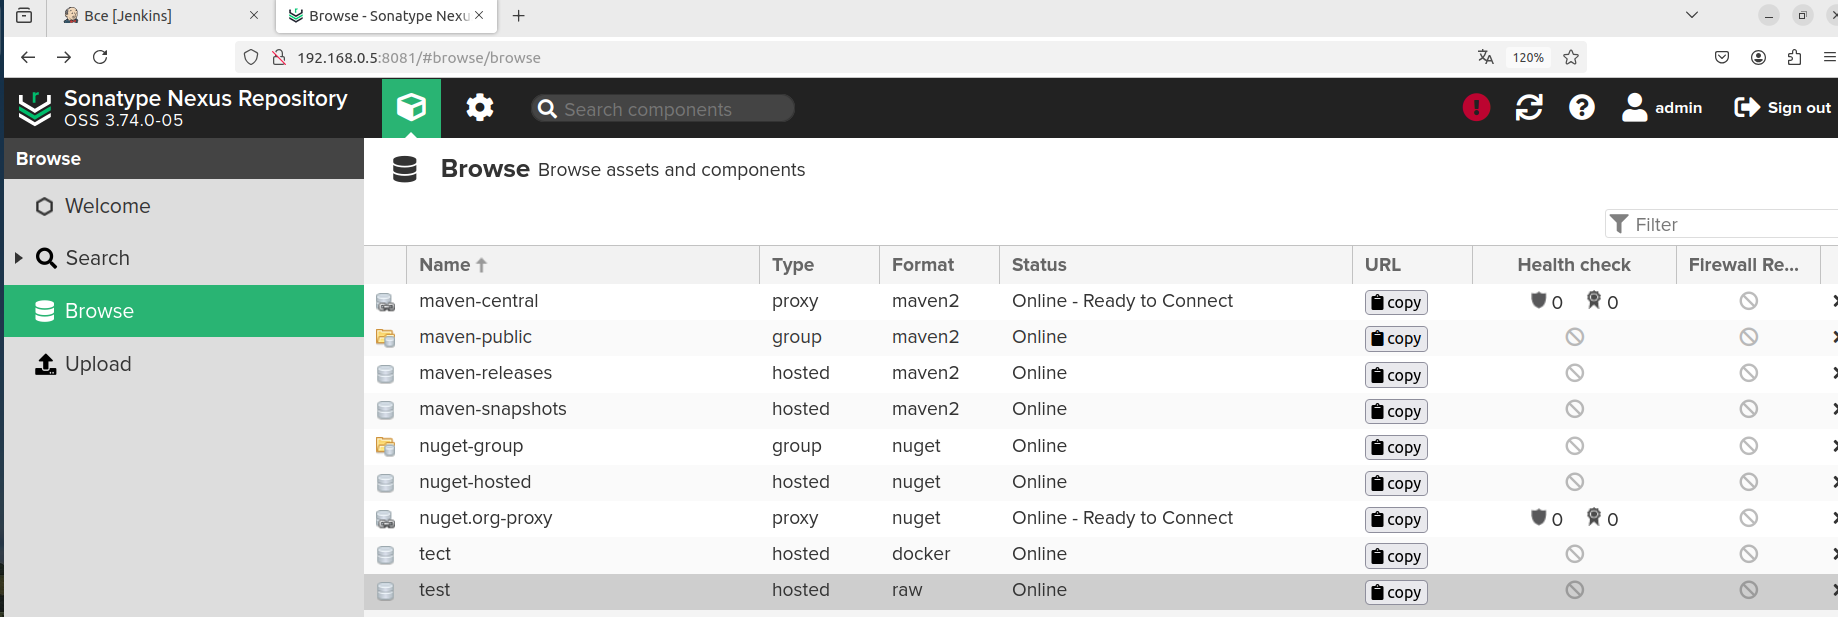 Все [Jenkins]
Browse - Sonatype Nexu
192.168.0.5:8081/#browse/browse
120%
Sonatype Nexus Repository
OSS 3.74.0-05
Search components
admin
Sign out
Browse
Welcome
Search
Browse
Upload
Browse Browse assets and components
Filter
Name Type Format Status URL Health check Firewall Re...
maven-central proxy maven2 Online - Ready to Connect copy 0 0
maven-public group maven2 Online copy
maven-releases hosted maven2 Online copy
maven-snapshots hosted maven2 Online copy
nuget-group group nuget Online copy
nuget-hosted hosted nuget Online copy
nuget.org-proxy proxy nuget Online - Ready to Connect copy 0 0
tect hosted docker Online copy
test hosted raw Online copy